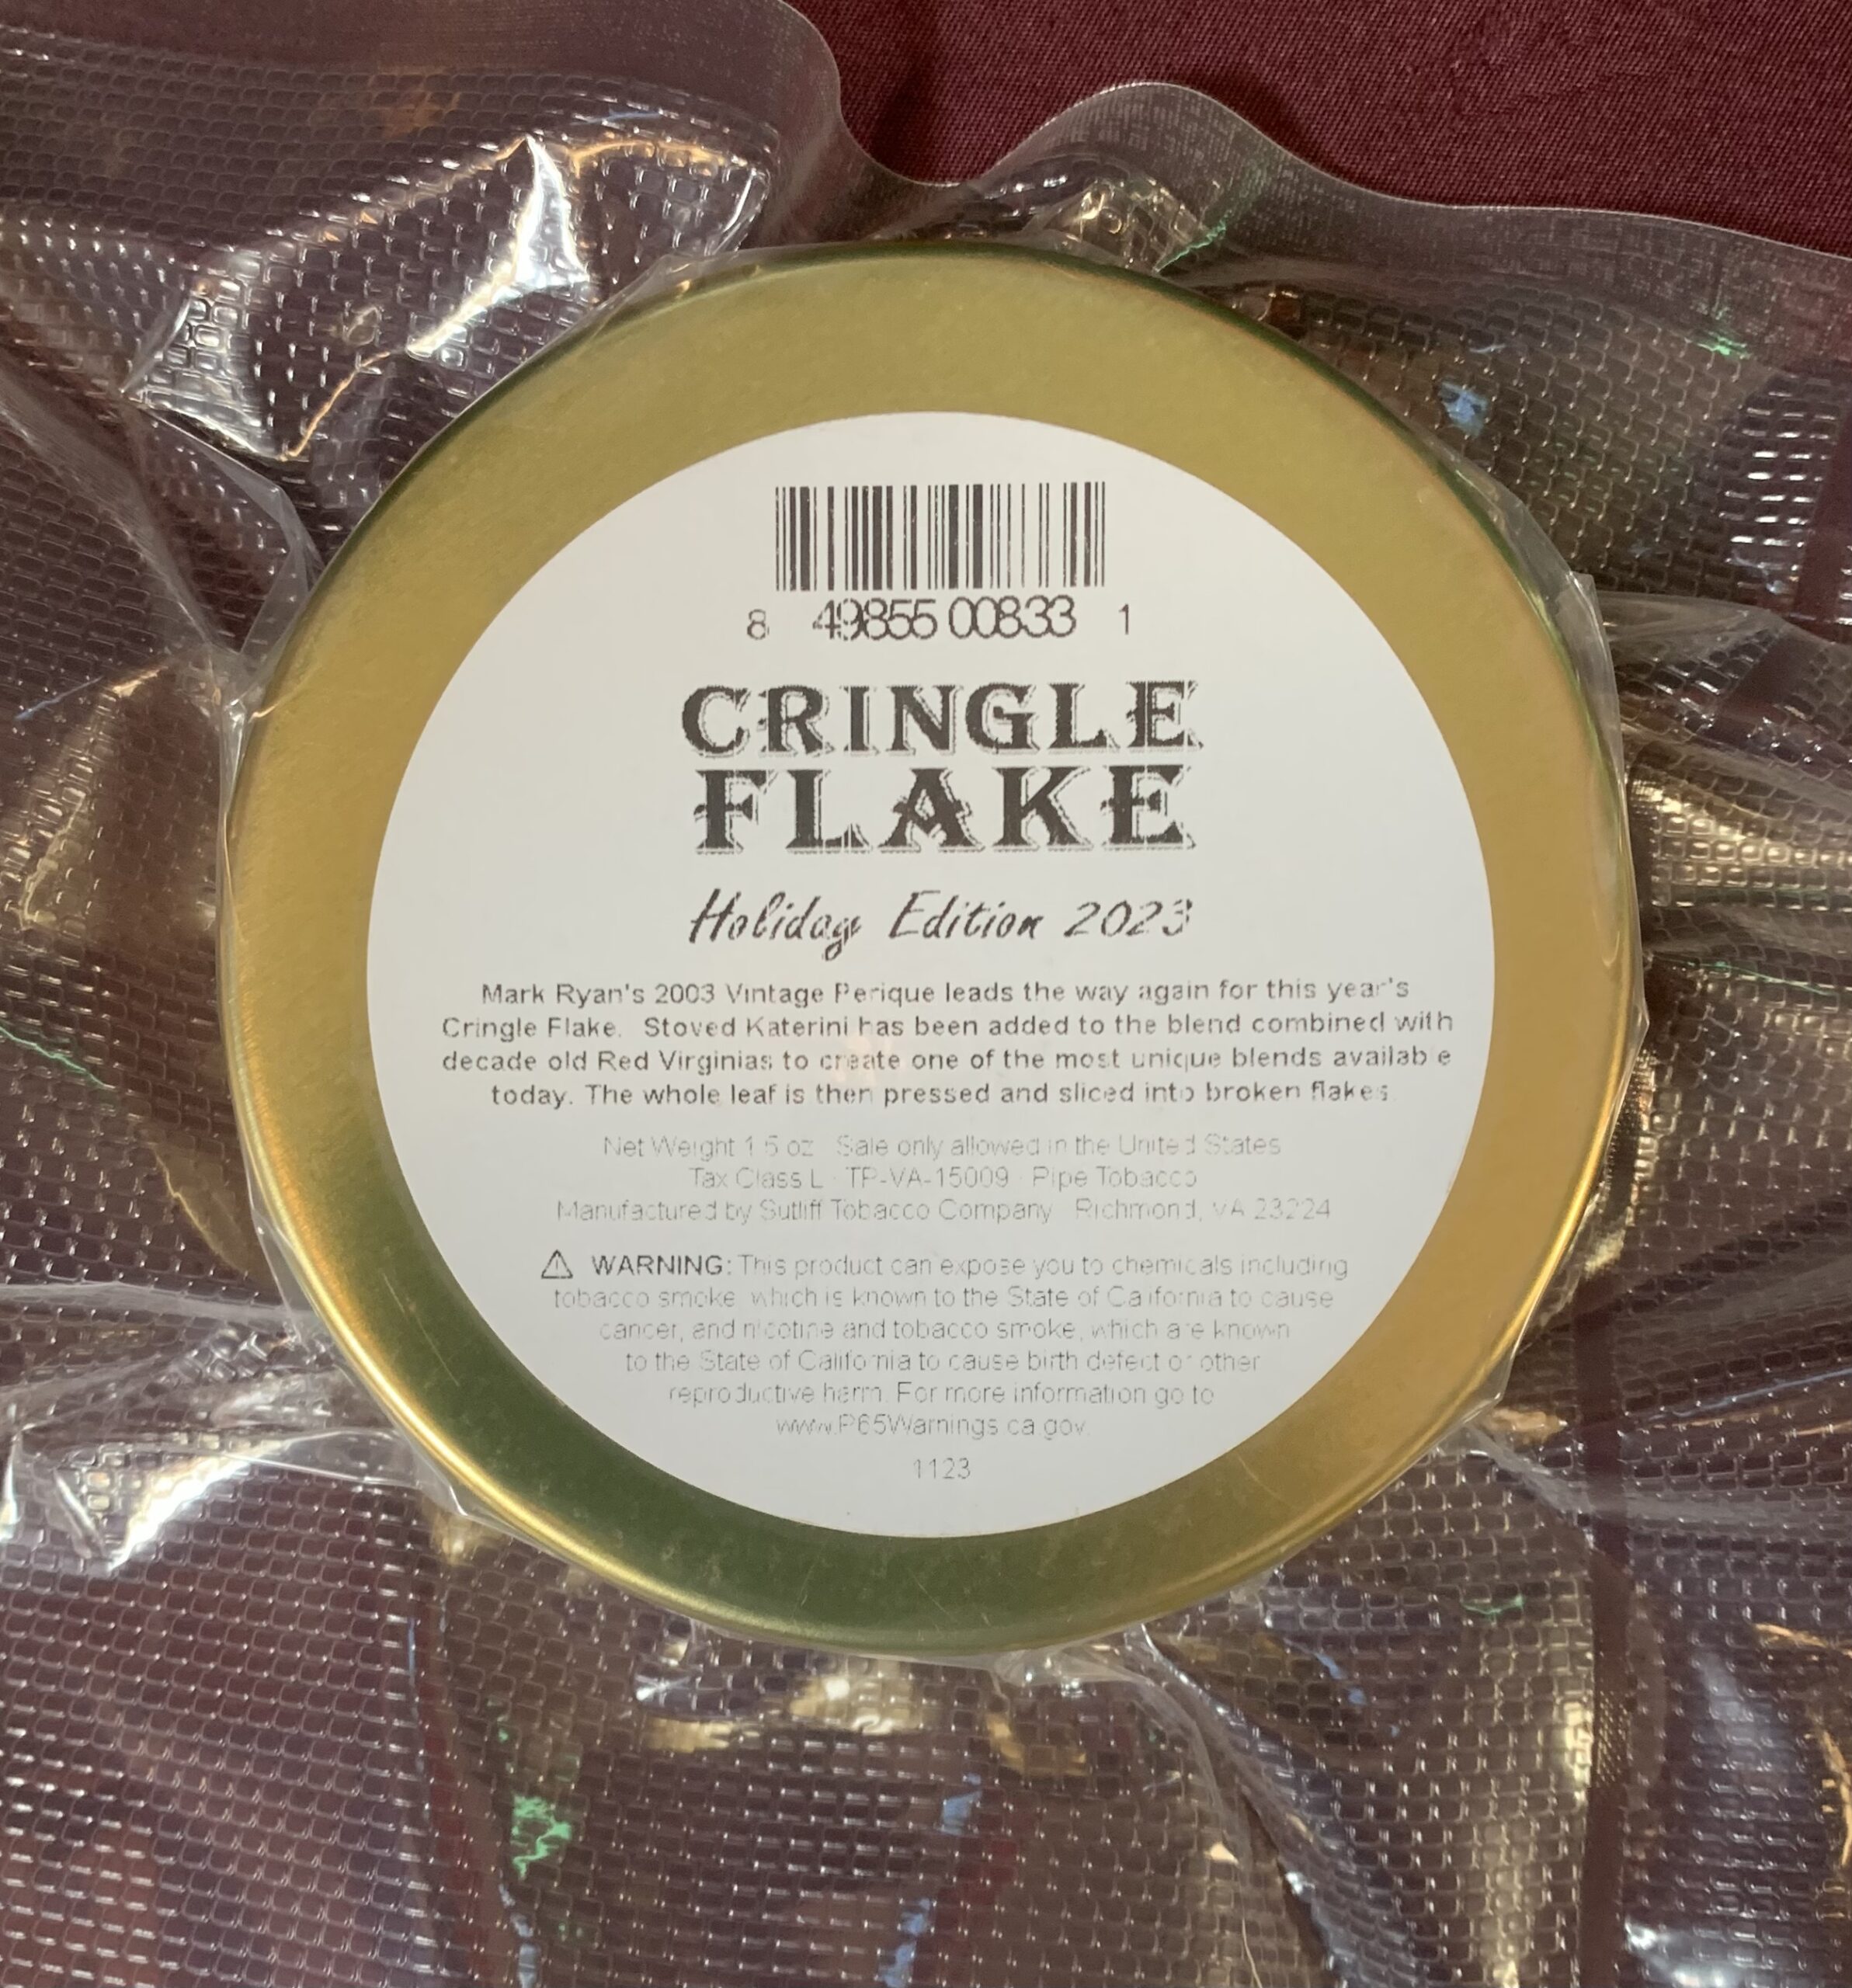 8 49855 00833 1
CRINGLE
FLAKE
Holiday Edition 2023
Mark Ryan's 2003 Vintage Perique leads the way again for this year's
Cringle Flake. Stoved Katerini has been added to the blend combined with
decade old Red Virginias to create one of the most unique blends available
today. The whole leaf is then pressed and sliced into broken flakes.
Net Weight 1.5 oz · Sale only allowed in the United States
Tax Class L · TP-VA-15009 · Pipe Tobacco
Manufactured by Sutliff Tobacco Company · Richmond, VA 23224
⚠ WARNING: This product can expose you to chemicals including
tobacco smoke, which is known to the State of California to cause
cancer, and nicotine and tobacco smoke, which are known
to the State of California to cause birth defect or other
reproductive harm. For more information go to
www.P65Warnings.ca.gov.
1123